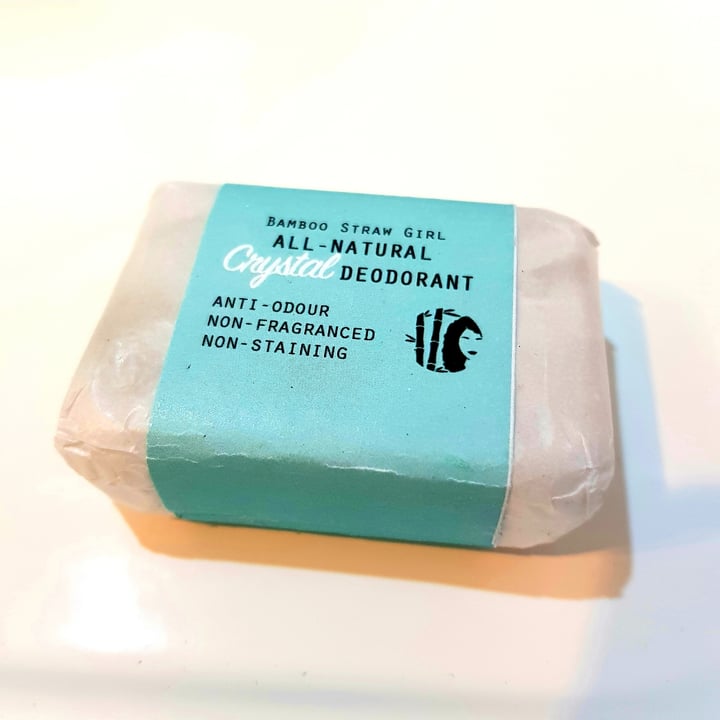 BAMBOO STRAW GIRL
ALL-NATURAL
Crystal DEODORANT
ANTI-ODOUR
NON-FRAGRANCED
NON-STAINING